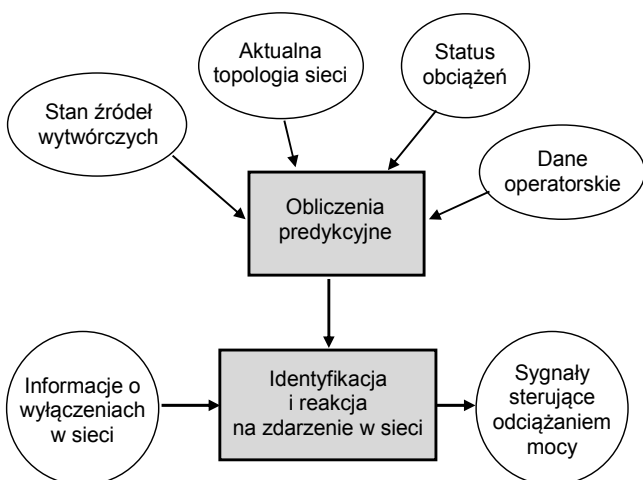 Aktualna
topologia sieci
Status
obciążeń
Stan źródeł
wytwórczych
Dane
operatorskie
Obliczenia
predykcyjne
Informacje o
wyłączeniach
w sieci
Identyfikacja
i reakcja
na zdarzenie w sieci
Sygnały
sterujące
odciążaniem
mocy